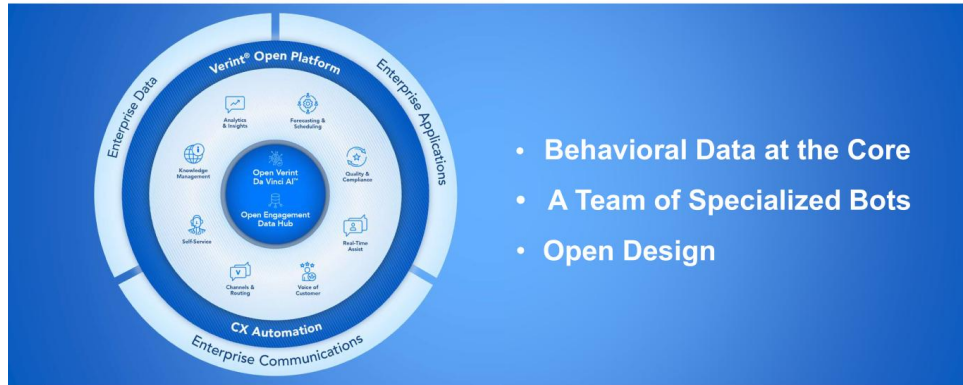 Verint® Open Platform
Enterprise Data
Enterprise Applications
Analytics
& Insights
Forecasting &
Scheduling
Knowledge
Management
Open Verint
Da Vinci AI™
Quality &
Compliance
Open Engagement
Data Hub
Self-Service
Real-Time
Assist
Channels &
Routing
Voice of
Customer
CX Automation
Enterprise Communications
• Behavioral Data at the Core
• A Team of Specialized Bots
• Open Design